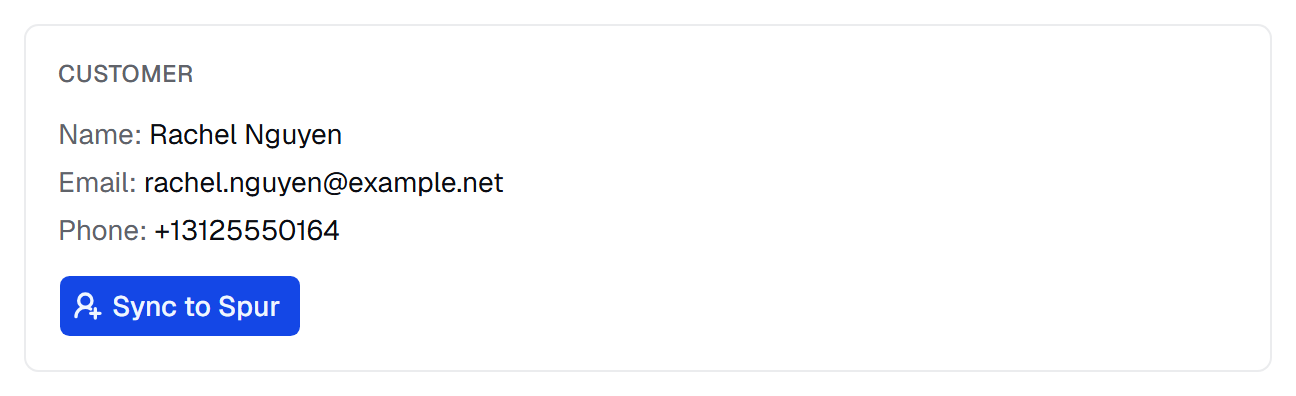 CUSTOMER
Name: Rachel Nguyen
Email: rachel.nguyen@example.net
Phone: +13125550164
Sync to Spur